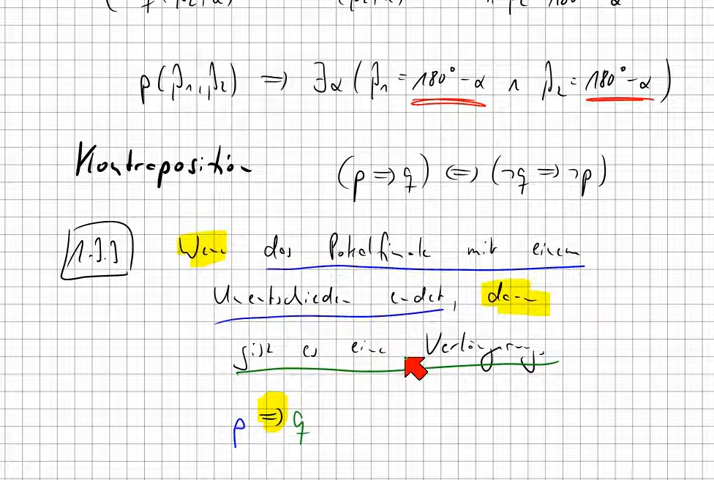 p(β₁,β₂) ⇒ ∃α (β₁ = 180°-α ∧ β₂ = 180°-α)
Kontraposition (p ⇒ q) ⇔ (¬q ⇒ ¬p)
1.3.3 Wenn das Pokalfinale mit einem
Unentschieden endet, dann
gibt es eine Verlängerung.
p ⇒ q